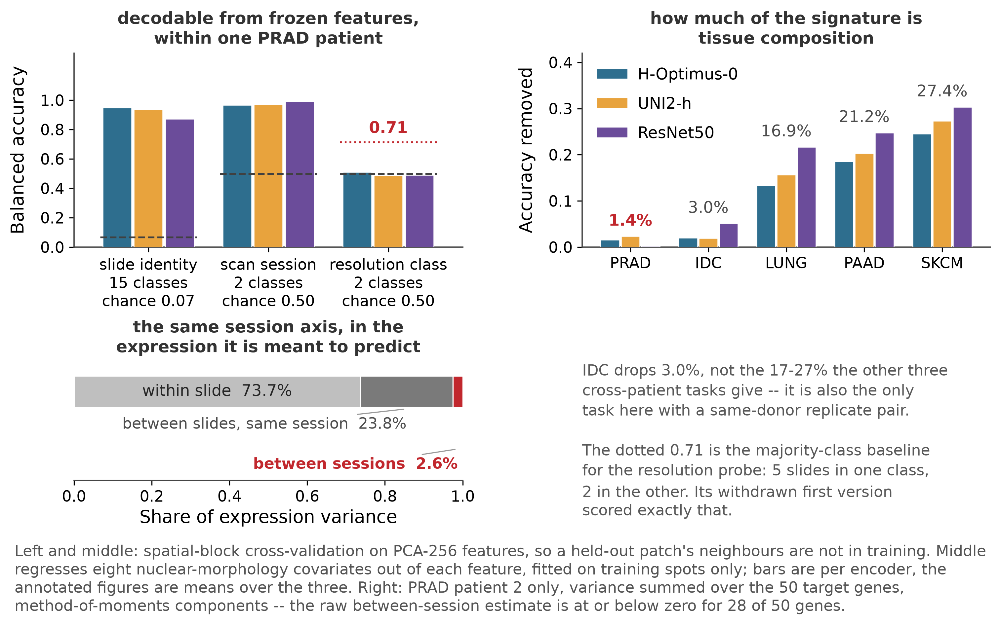 decodable from frozen features,
within one PRAD patient
Balanced accuracy
1.0
0.8
0.6
0.4
0.2
0.0
0.71
slide identity
15 classes
chance 0.07
scan session
2 classes
chance 0.50
resolution class
2 classes
chance 0.50
how much of the signature is
tissue composition
Accuracy removed
0.4
0.3
0.2
0.1
0.0
H-Optimus-0
UNI2-h
ResNet50
1.4%
3.0%
16.9%
21.2%
27.4%
PRAD
IDC
LUNG
PAAD
SKCM
the same session axis, in the
expression it is meant to predict
within slide 73.7%
between slides, same session 23.8%
between sessions 2.6%
0.0
0.2
0.4
0.6
0.8
1.0
Share of expression variance
IDC drops 3.0%, not the 17-27% the other three
cross-patient tasks give -- it is also the only
task here with a same-donor replicate pair.
The dotted 0.71 is the majority-class baseline
for the resolution probe: 5 slides in one class,
2 in the other. Its withdrawn first version
scored exactly that.
Left and middle: spatial-block cross-validation on PCA-256 features, so a held-out patch's neighbours are not in training. Middle
regresses eight nuclear-morphology covariates out of each feature, fitted on training spots only; bars are per encoder, the
annotated figures are means over the three. Right: PRAD patient 2 only, variance summed over the 50 target genes,
method-of-moments components -- the raw between-session estimate is at or below zero for 28 of 50 genes.